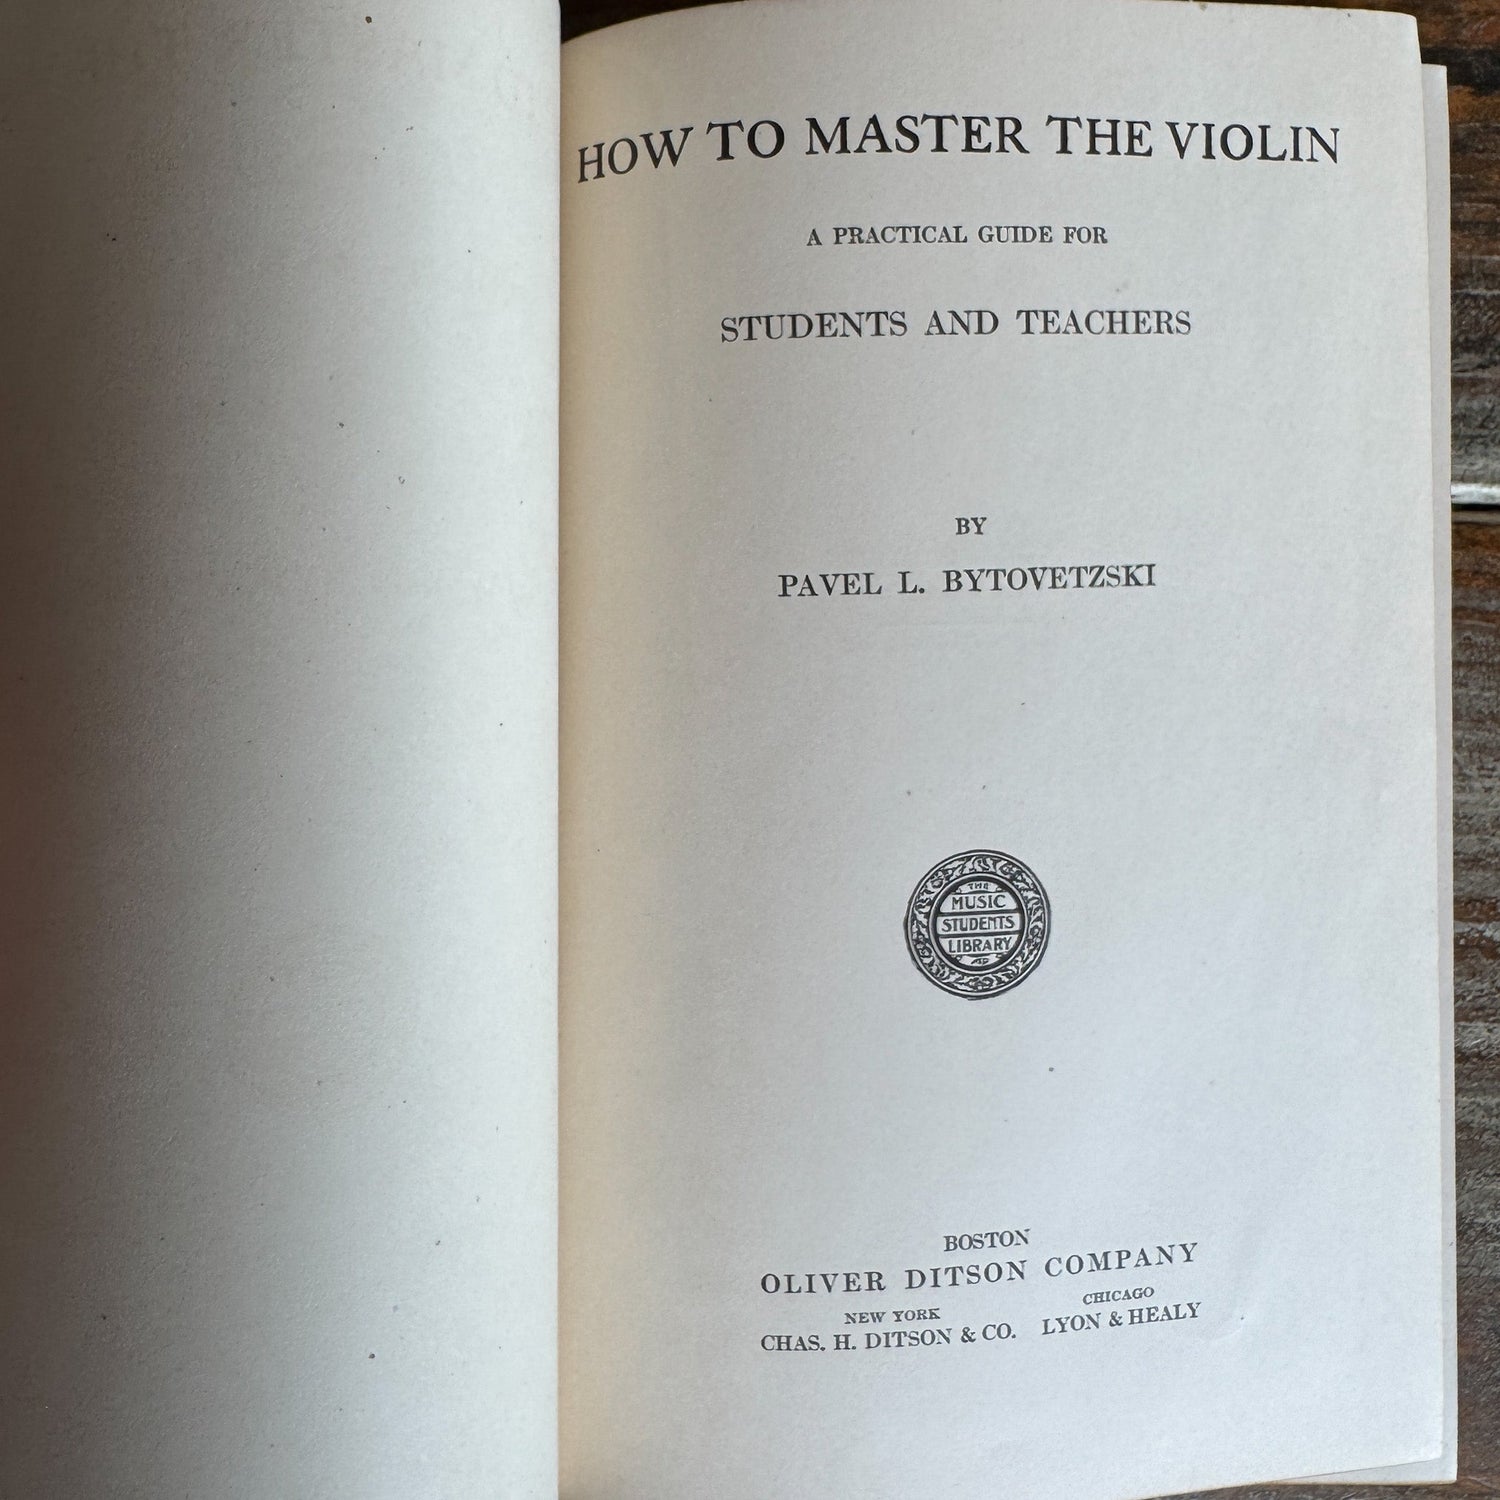 HOW TO MASTER THE VIOLIN
A PRACTICAL GUIDE FOR
STUDENTS AND TEACHERS
BY
PAVEL L. BYTOVETZSKI
THE
MUSIC
STUDENTS
LIBRARY
BOSTON
OLIVER DITSON COMPANY
NEW YORK
CHAS. H. DITSON & CO.
CHICAGO
LYON & HEALY